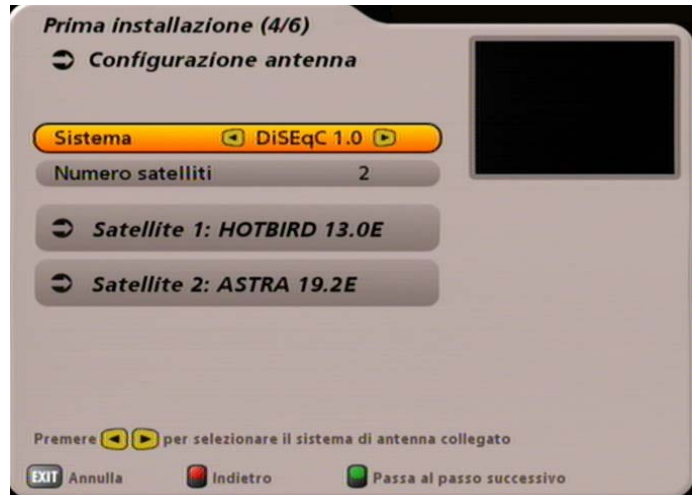 Prima installazione (4/6)
Configurazione antenna
Sistema DiSEqC 1.0
Numero satelliti 2
Satellite 1: HOTBIRD 13.0E
Satellite 2: ASTRA 19.2E
Premere per selezionare il sistema di antenna collegato
EXIT Annulla Indietro Passa al passo successivo